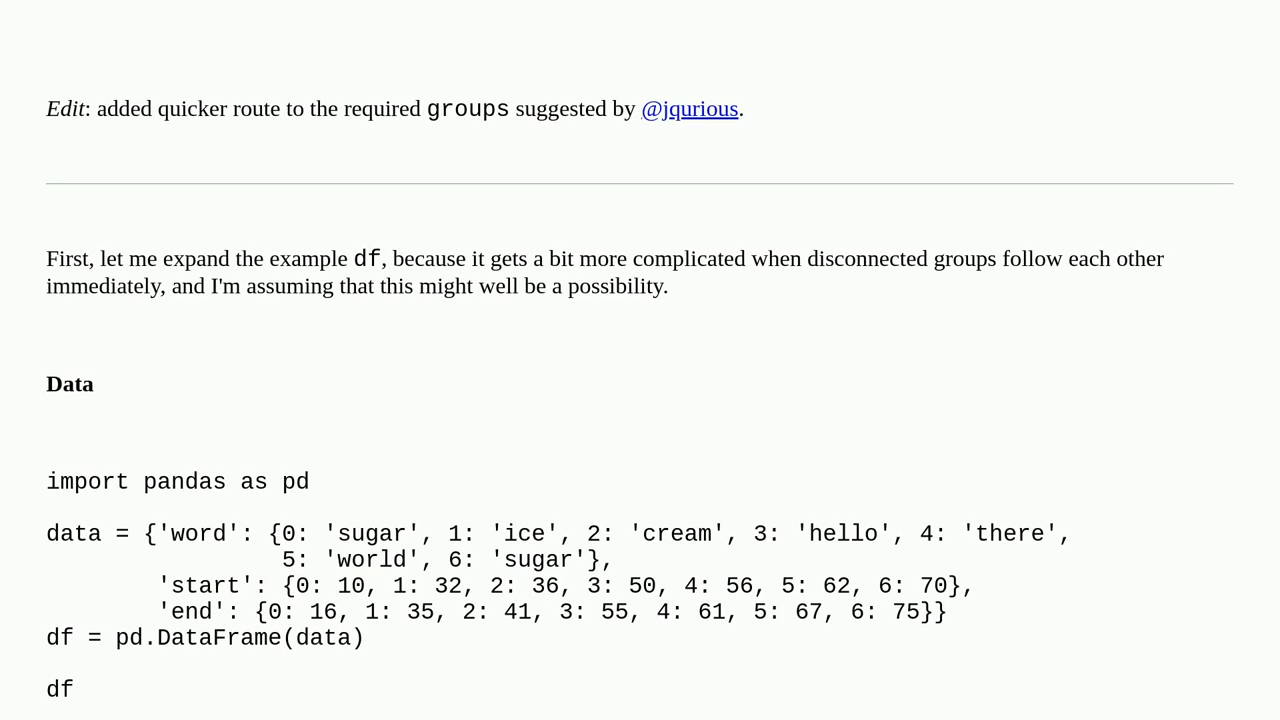 Edit: added quicker route to the required groups suggested by @jqurious.
First, let me expand the example df, because it gets a bit more complicated when disconnected groups follow each other
immediately, and I'm assuming that this might well be a possibility.
Data
import pandas as pd
data = {'word': {0: 'sugar', 1: 'ice', 2: 'cream', 3: 'hello', 4: 'there',
                 5: 'world', 6: 'sugar'},
        'start': {0: 10, 1: 32, 2: 36, 3: 50, 4: 56, 5: 62, 6: 70},
        'end': {0: 16, 1: 35, 2: 41, 3: 55, 4: 61, 5: 67, 6: 75}}
df = pd.DataFrame(data)
df